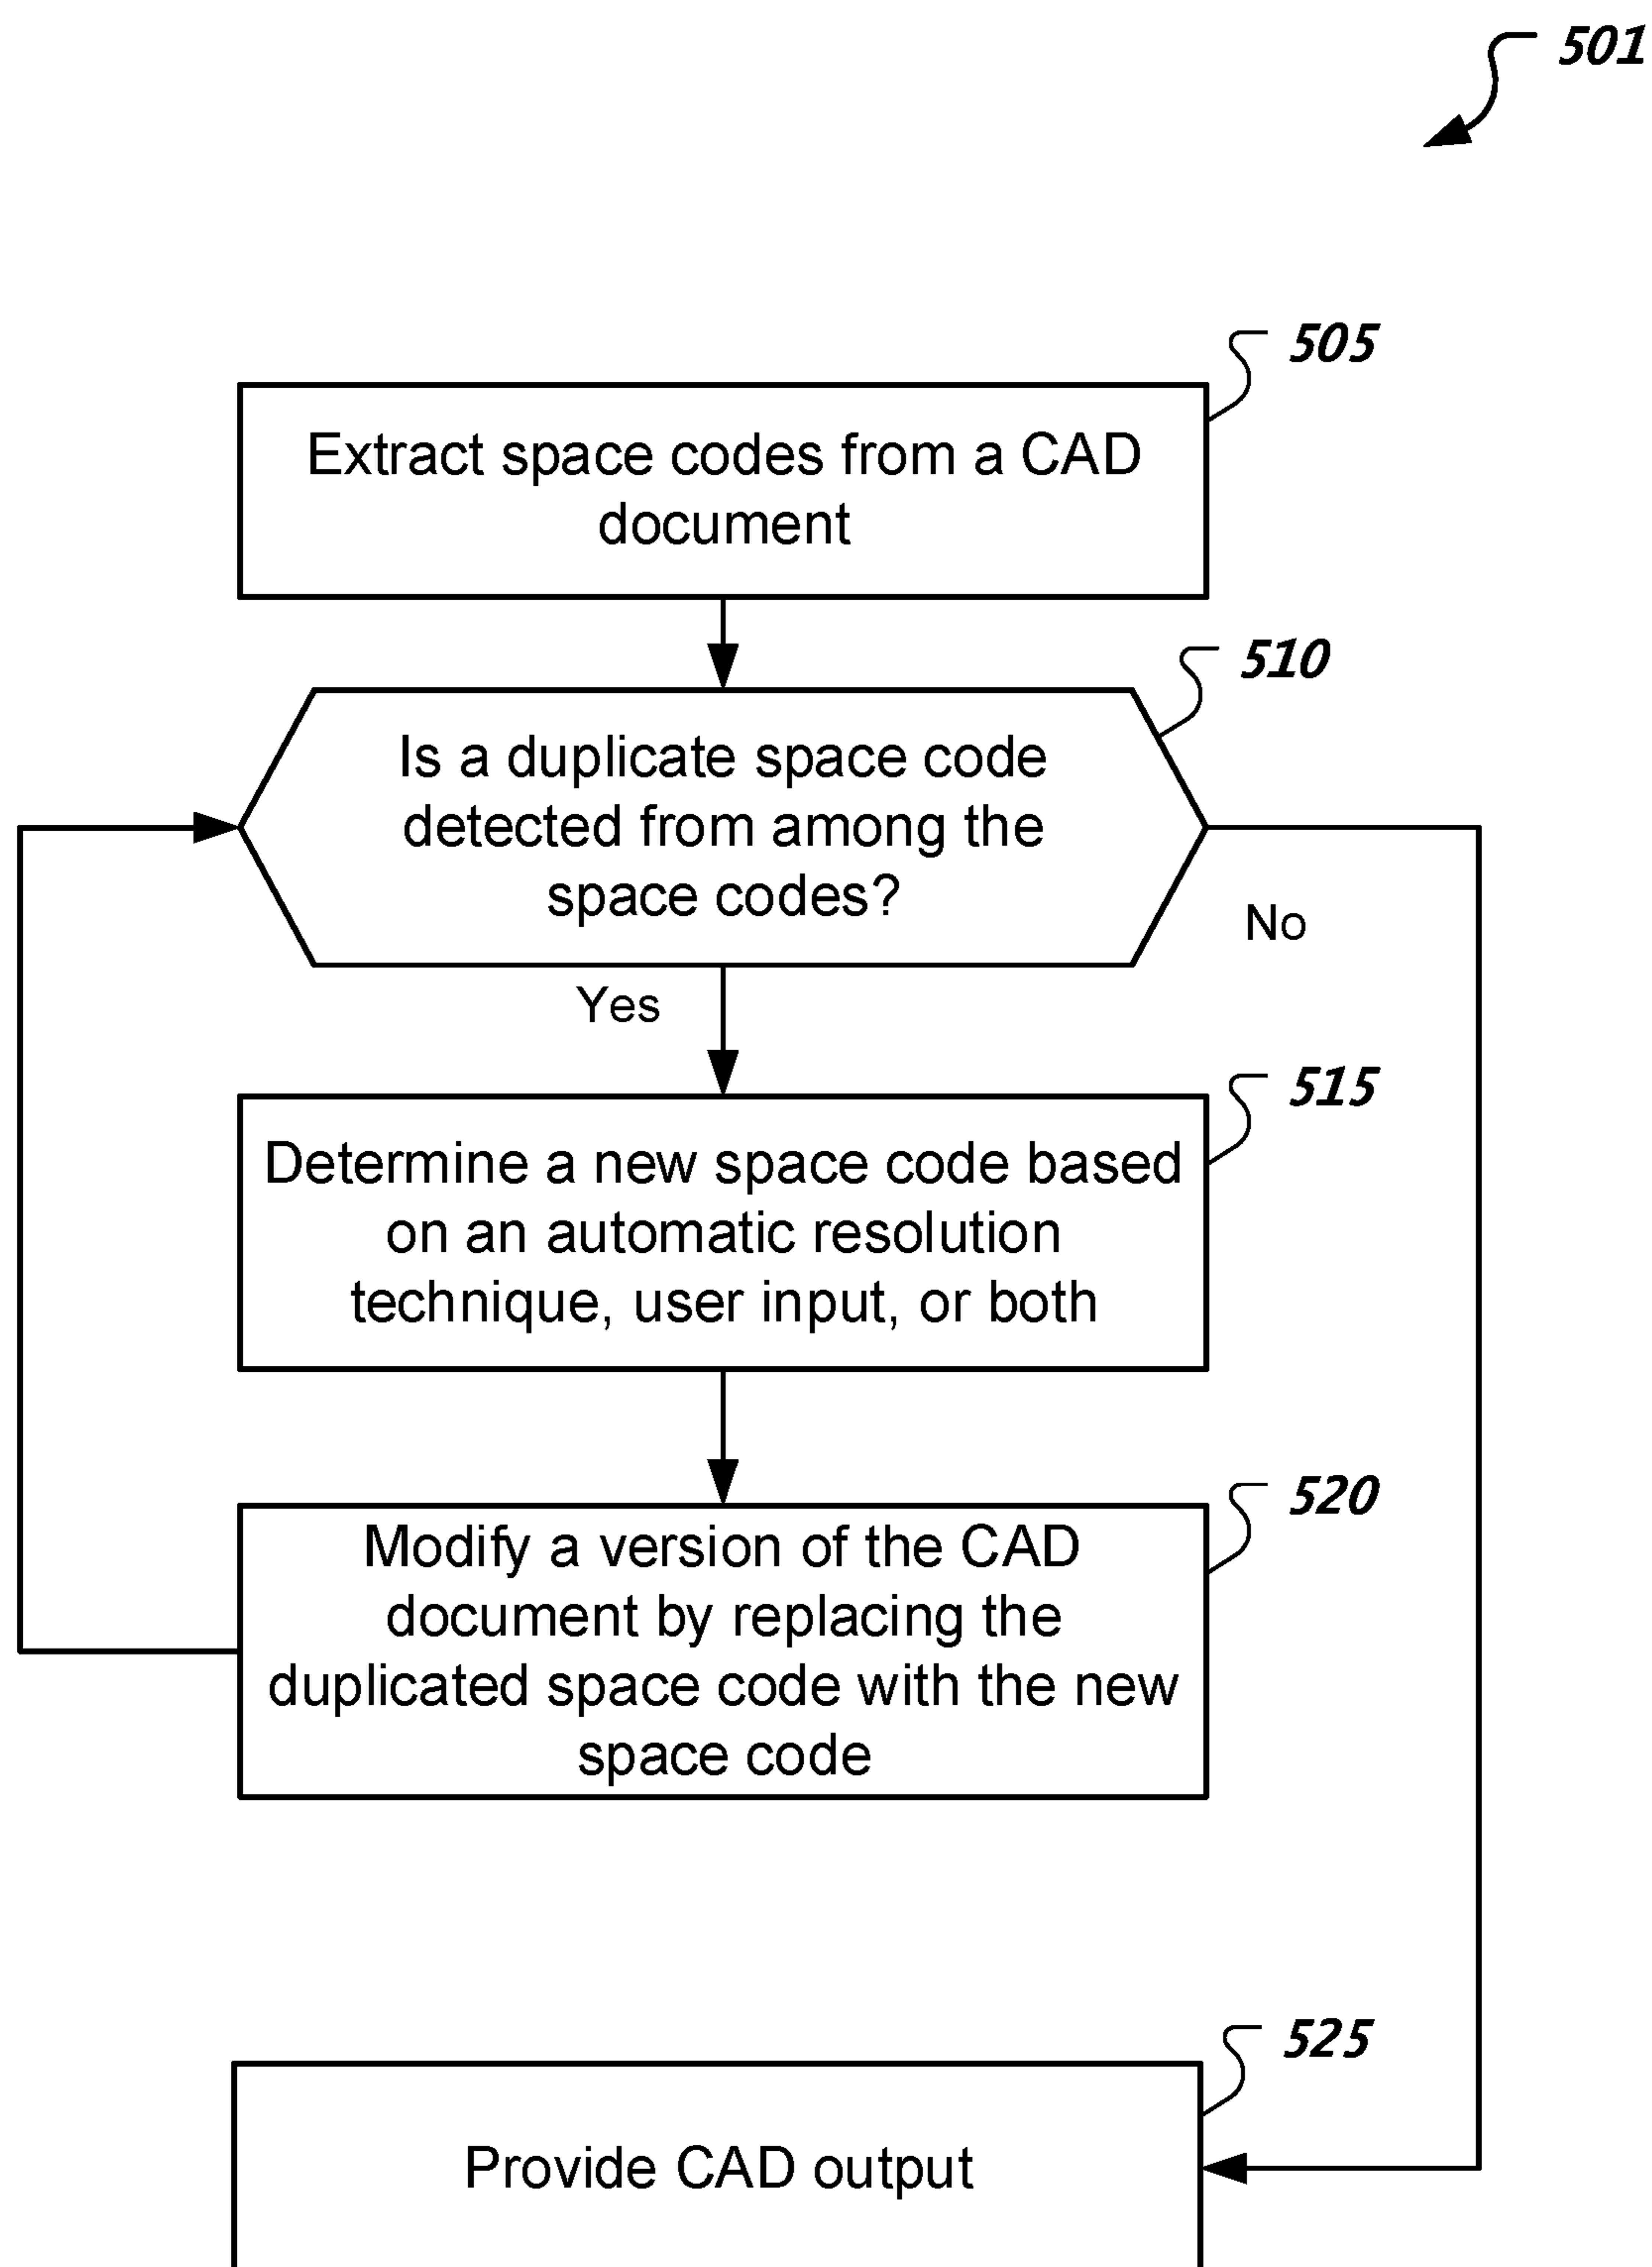 501
505
Extract space codes from a CAD
document
510
Is a duplicate space code
detected from among the
space codes?
No
Yes
515
Determine a new space code based
on an automatic resolution
technique, user input, or both
520
Modify a version of the CAD
document by replacing the
duplicated space code with the new
space code
525
Provide CAD output